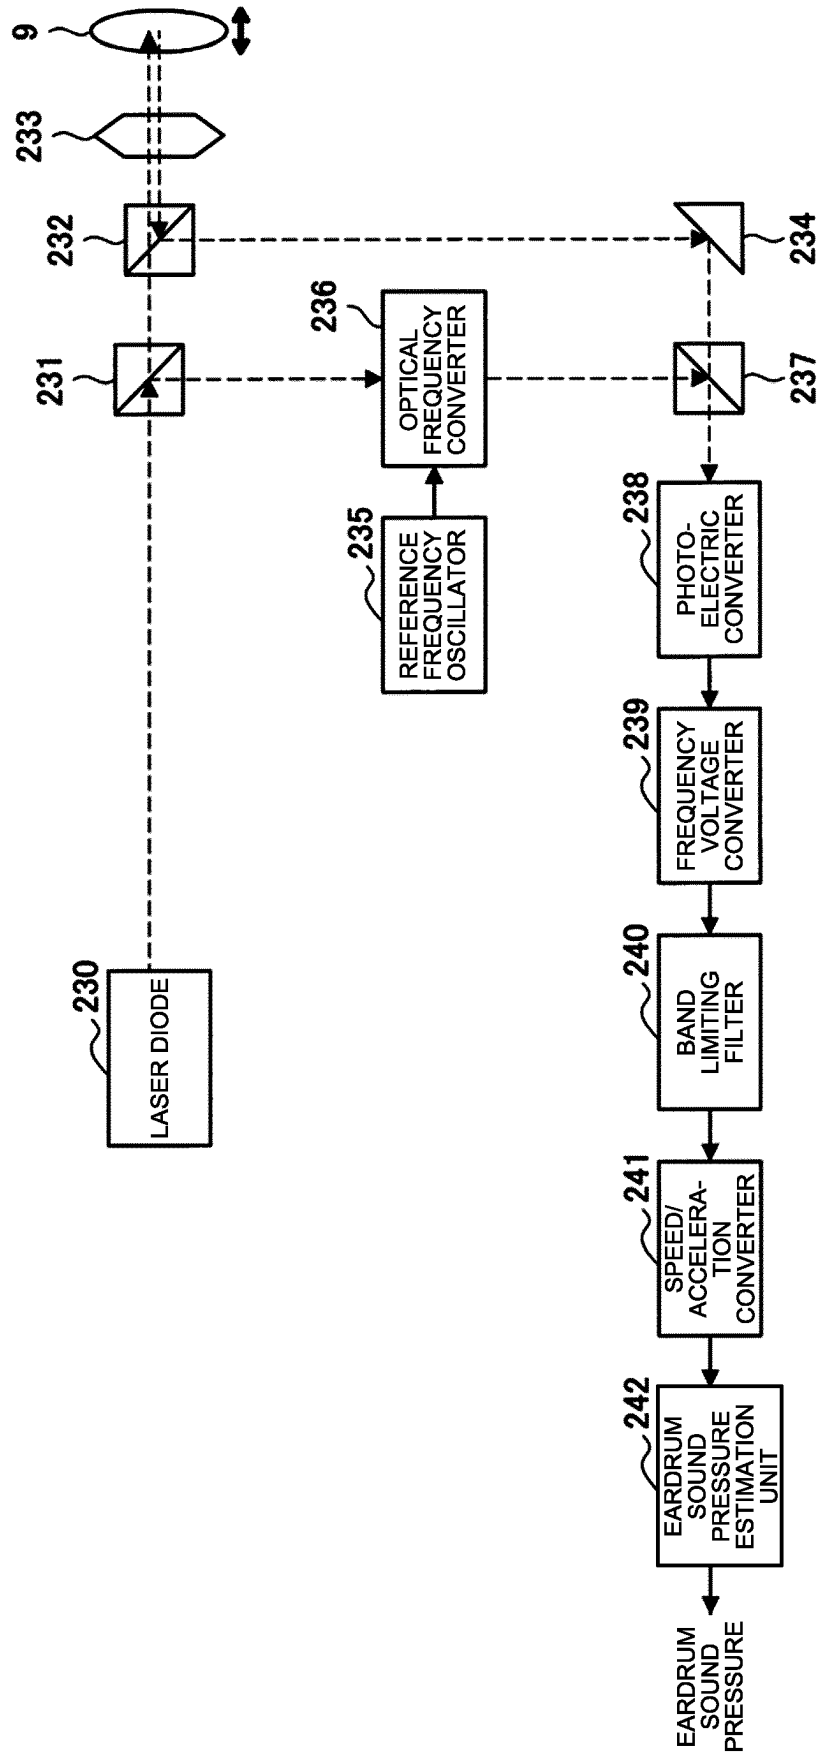 230
LASER DIODE
231
232
233
9
235
REFERENCE
FREQUENCY
OSCILLATOR
236
OPTICAL
FREQUENCY
CONVERTER
234
237
238
PHOTO-
ELECTRIC
CONVERTER
239
FREQUENCY
VOLTAGE
CONVERTER
240
BAND
LIMITING
FILTER
241
SPEED/
ACCELERA-
TION
CONVERTER
242
EARDRUM
SOUND
PRESSURE
ESTIMATION
UNIT
EARDRUM
SOUND
PRESSURE